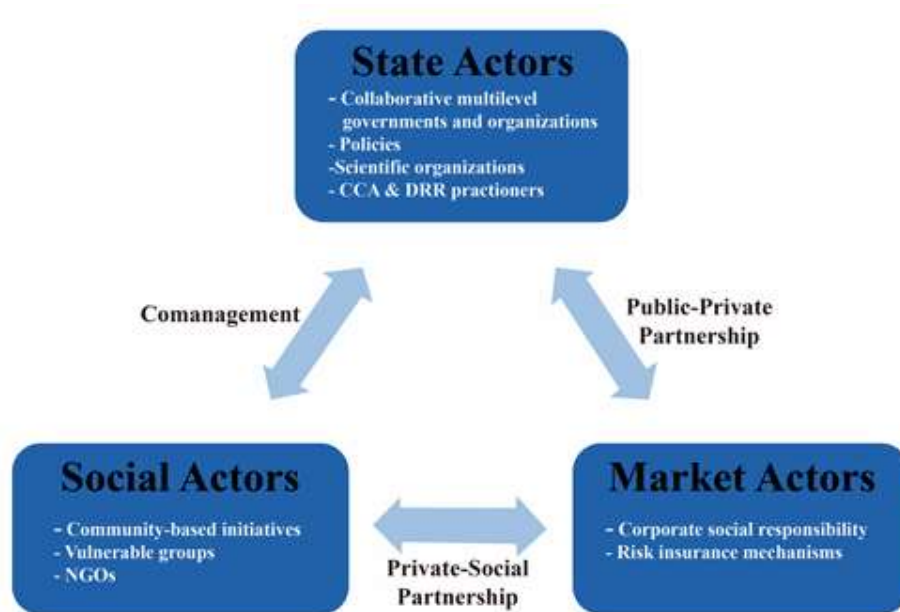 State Actors
- Collaborative multilevel
governments and organizations
- Policies
-Scientific organizations
- CCA & DRR practioners
Comanagement
Public-Private
Partnership
Social Actors
- Community-based initiatives
- Vulnerable groups
- NGOs
Private-Social
Partnership
Market Actors
- Corporate social responsibility
- Risk insurance mechanisms